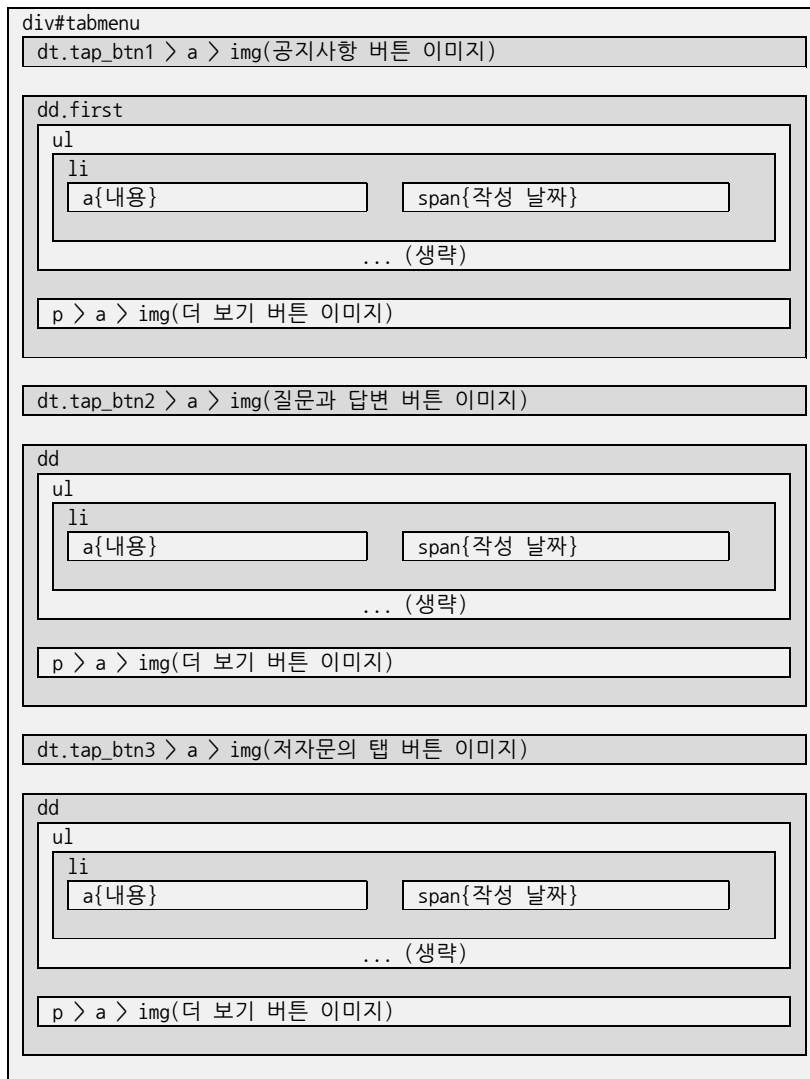 div#tabmenu
dt.tap_btn1 > a > img(공지사항 버튼 이미지)
dd.first
ul
li
a{내용} span{작성 날짜}
... (생략)
p > a > img(더 보기 버튼 이미지)
dt.tap_btn2 > a > img(질문과 답변 버튼 이미지)
dd
ul
li
a{내용} span{작성 날짜}
... (생략)
p > a > img(더 보기 버튼 이미지)
dt.tap_btn3 > a > img(저자문의 탭 버튼 이미지)
dd
ul
li
a{내용} span{작성 날짜}
... (생략)
p > a > img(더 보기 버튼 이미지)